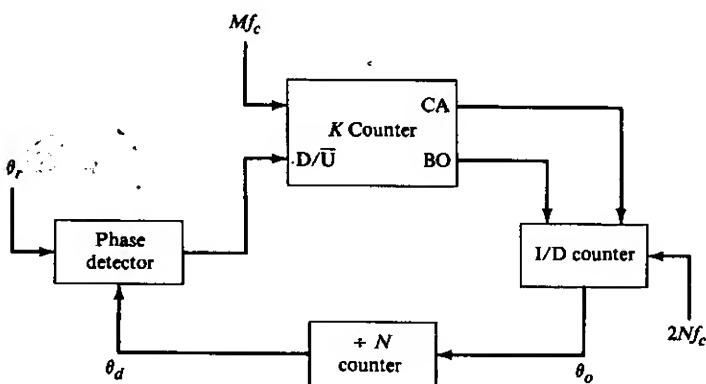 Mf_c
CA
K Counter
D/U̅
BO
θ_r
Phase
detector
I/D counter
÷ N
counter
2Nf_c
θ_d
θ_o